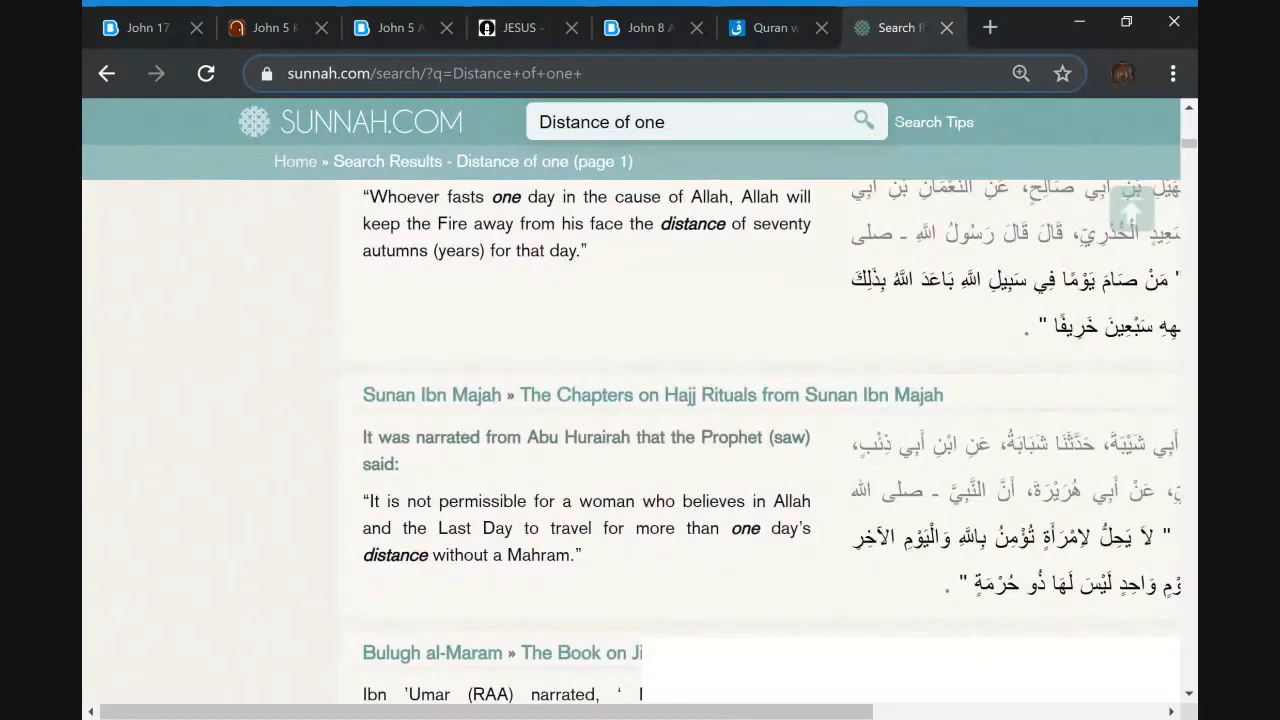 John 17
John 5 K
John 5 A
JESUS -
John 8 A
Quran w
Search R
sunnah.com/search/?q=Distance+of+one+
SUNNAH.COM
Distance of one
Search Tips
Home » Search Results - Distance of one (page 1)
“Whoever fasts one day in the cause of Allah, Allah will
keep the Fire away from his face the distance of seventy
autumns (years) for that day.”
سُهَيْلِ بْنِ أَبِي صَالِحٍ، عَنِ النُّعْمَانِ بْنِ أَبِي
سَعِيدٍ الْخُدْرِيِّ، قَالَ قَالَ رَسُولُ اللَّهِ ـ صلى
" مَنْ صَامَ يَوْمًا فِي سَبِيلِ اللَّهِ بَاعَدَ اللَّهُ بِذَلِكَ
سَبْعِينَ خَرِيفًا " .
Sunan Ibn Majah » The Chapters on Hajj Rituals from Sunan Ibn Majah
It was narrated from Abu Hurairah that the Prophet (saw)
said:
“It is not permissible for a woman who believes in Allah
and the Last Day to travel for more than one day’s
distance without a Mahram.”
أَبِي شَيْبَةَ، حَدَّثَنَا شَبَابَةُ، عَنِ ابْنِ أَبِي ذِئْبٍ،
عَنْ أَبِي هُرَيْرَةَ، أَنَّ النَّبِيَّ ـ صلى الله
" لاَ يَحِلُّ لاِمْرَأَةٍ تُؤْمِنُ بِاللَّهِ وَالْيَوْمِ الآخِرِ
وَاحِدٍ لَيْسَ لَهَا ذُو حُرْمَةٍ " .
Bulugh al-Maram » The Book on Ji
Ibn ’Umar (RAA) narrated, ‘